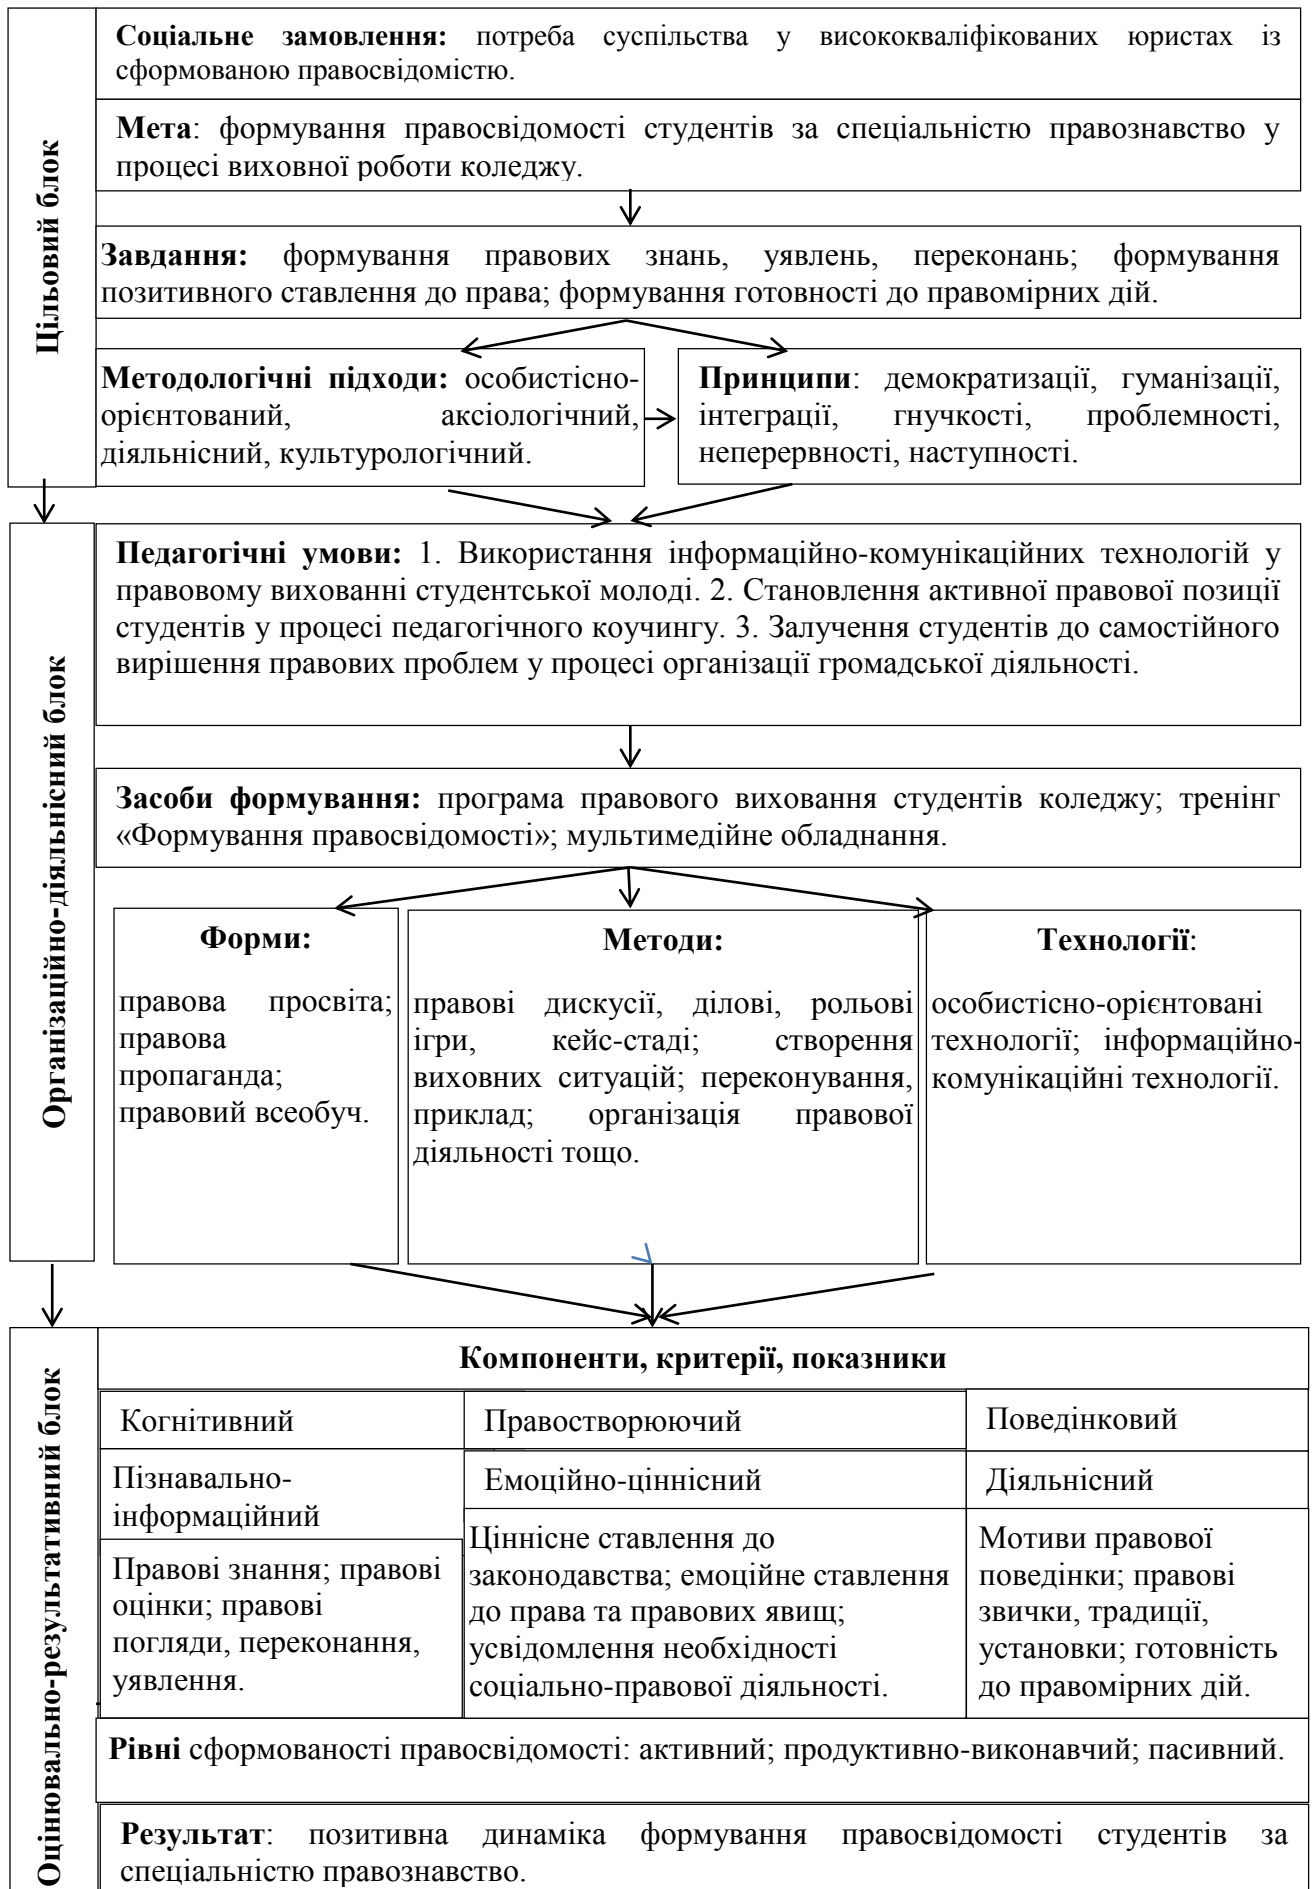 Цільовий блок
Соціальне замовлення: потреба суспільства у висококваліфікованих юристах із
сформованою правосвідомістю.
Мета: формування правосвідомості студентів за спеціальністю правознавство у
процесі виховної роботи коледжу.
Завдання: формування правових знань, уявлень, переконань; формування
позитивного ставлення до права; формування готовності до правомірних дій.
Методологічні підходи: особистісно-
орієнтований, аксіологічний,
діяльнісний, культурологічний.
Принципи: демократизації, гуманізації,
інтеграції, гнучкості, проблемності,
неперервності, наступності.
Організаційно-діяльнісний блок
Педагогічні умови: 1. Використання інформаційно-комунікаційних технологій у
правовому вихованні студентської молоді. 2. Становлення активної правової позиції
студентів у процесі педагогічного коучингу. 3. Залучення студентів до самостійного
вирішення правових проблем у процесі організації громадської діяльності.
Засоби формування: програма правового виховання студентів коледжу; тренінг
«Формування правосвідомості»; мультимедійне обладнання.
Форми:
правова просвіта;
правова
пропаганда;
правовий всеобуч.
Методи:
правові дискусії, ділові, рольові
ігри, кейс-стаді; створення
виховних ситуацій; переконування,
приклад; організація правової
діяльності тощо.
Технології:
особистісно-орієнтовані
технології; інформаційно-
комунікаційні технології.
Оцінювально-результативний блок
Компоненти, критерії, показники
Когнітивний
Правостворюючий
Поведінковий
Пізнавально-
інформаційний
Емоційно-ціннісний
Діяльнісний
Правові знання; правові
оцінки; правові
погляди, переконання,
уявлення.
Ціннісне ставлення до
законодавства; емоційне ставлення
до права та правових явищ;
усвідомлення необхідності
соціально-правової діяльності.
Мотиви правової
поведінки; правові
звички, традиції,
установки; готовність
до правомірних дій.
Рівні сформованості правосвідомості: активний; продуктивно-виконавчий; пасивний.
Результат: позитивна динаміка формування правосвідомості студентів за
спеціальністю правознавство.